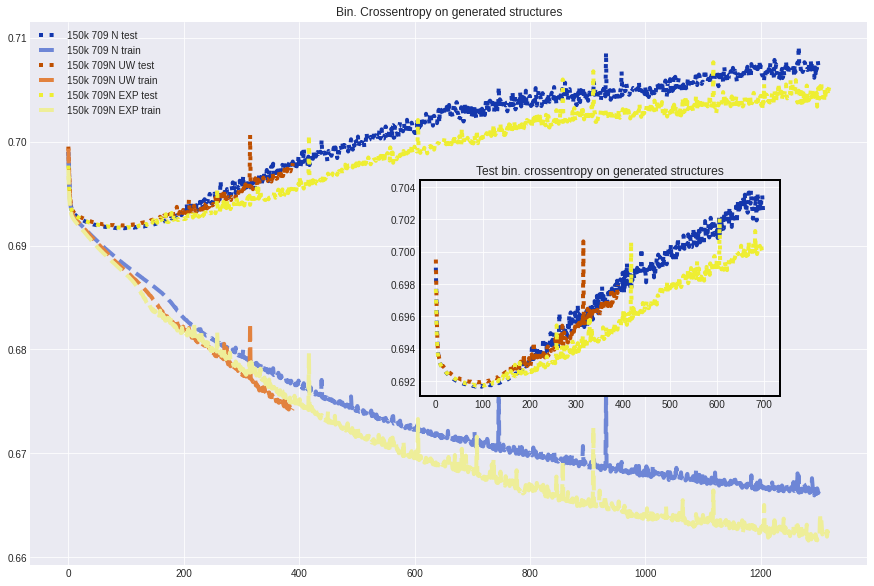 Bin. Crossentropy on generated structures
0.71
0.70
0.69
0.68
0.67
0.66
150k 709 N test
150k 709 N train
150k 709N UW test
150k 709N UW train
150k 709N EXP test
150k 709N EXP train
Test bin. crossentropy on generated structures
0.704
0.702
0.700
0.698
0.696
0.694
0.692
0 100 200 300 400 500 600 700
0 200 400 600 800 1000 1200